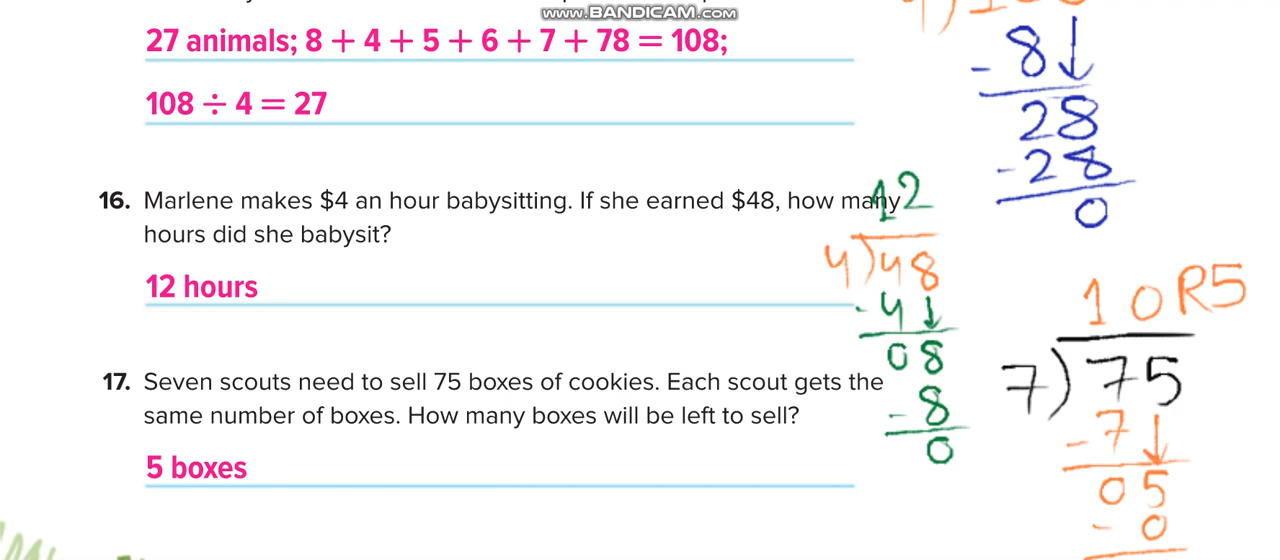 www.BANDICAM.com
27 animals; 8 + 4 + 5 + 6 + 7 + 78 = 108;
108 ÷ 4 = 27
16. Marlene makes $4 an hour babysitting. If she earned $48, how many
hours did she babysit?
12 hours
17. Seven scouts need to sell 75 boxes of cookies. Each scout gets the
same number of boxes. How many boxes will be left to sell?
5 boxes
- 8↓
28
- 28
0
12
4)48
- 4↓
08
- 8
0
10R5
7)75
- 7↓
05
- 0